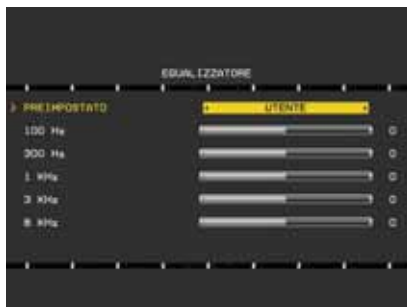 EQUALIZZATORE
PREIMPOSTATO UTENTE
100 Hz 0
300 Hz 0
1 KHz 0
3 KHz 0
8 KHz 0